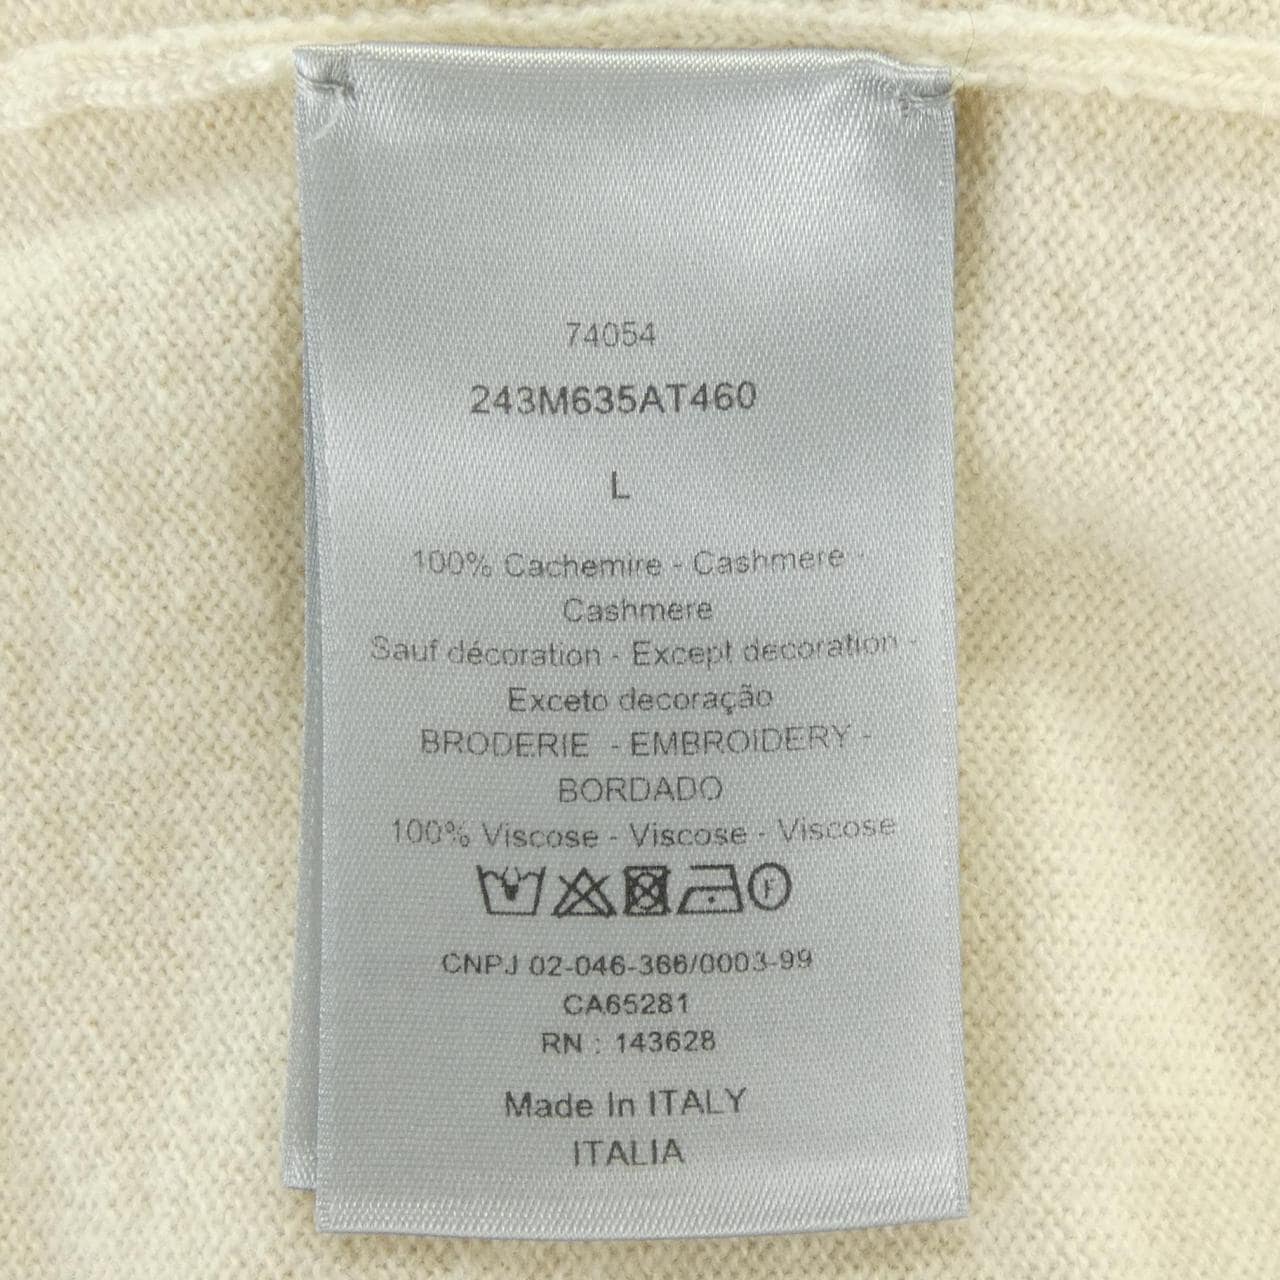 74054
243M635AT460
L
100% Cachemire - Cashmere -
Cashmere
Sauf décoration - Except decoration -
Exceto decoração
BRODERIE - EMBROIDERY -
BORDADO
100% Viscose - Viscose - Viscose
F
CNPJ 02-046-366/0003-99
CA65281
RN : 143628
Made In ITALY
ITALIA